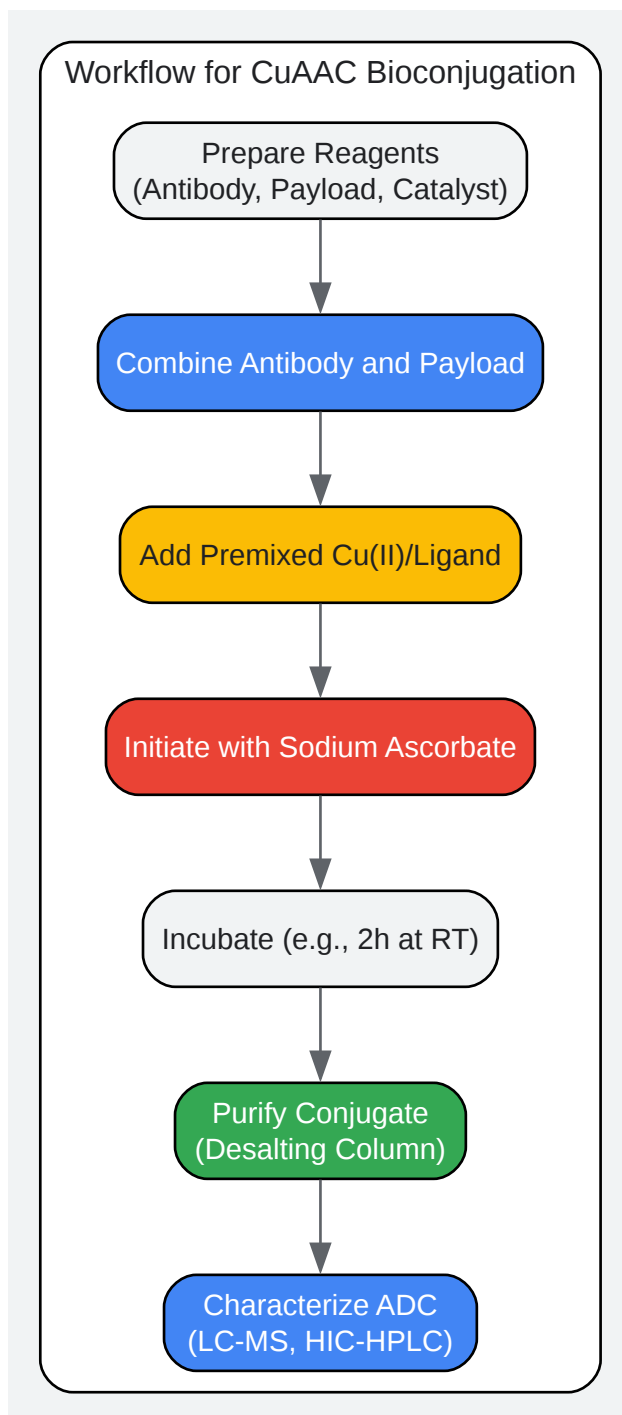 Workflow for CuAAC Bioconjugation
Prepare Reagents
(Antibody, Payload, Catalyst)
Combine Antibody and Payload
Add Premixed Cu(II)/Ligand
Initiate with Sodium Ascorbate
Incubate (e.g., 2h at RT)
Purify Conjugate
(Desalting Column)
Characterize ADC
(LC-MS, HIC-HPLC)